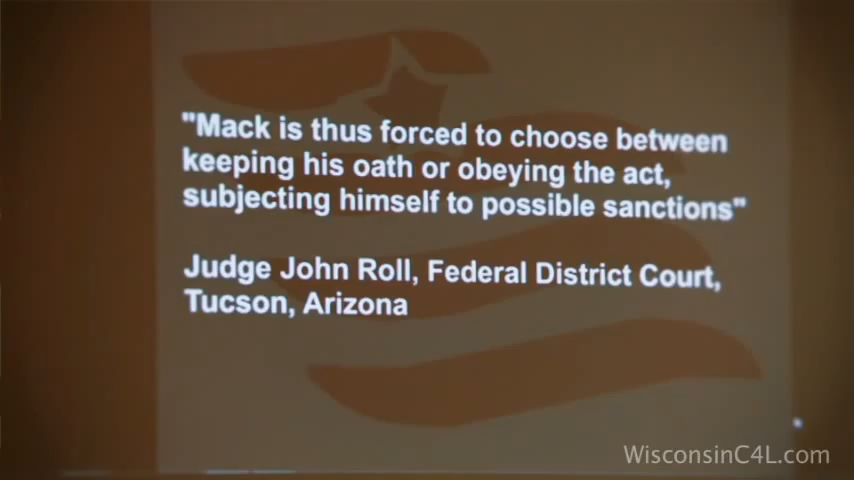 "Mack is thus forced to choose between
keeping his oath or obeying the act,
subjecting himself to possible sanctions"
Judge John Roll, Federal District Court,
Tucson, Arizona
WisconsinC4L.com